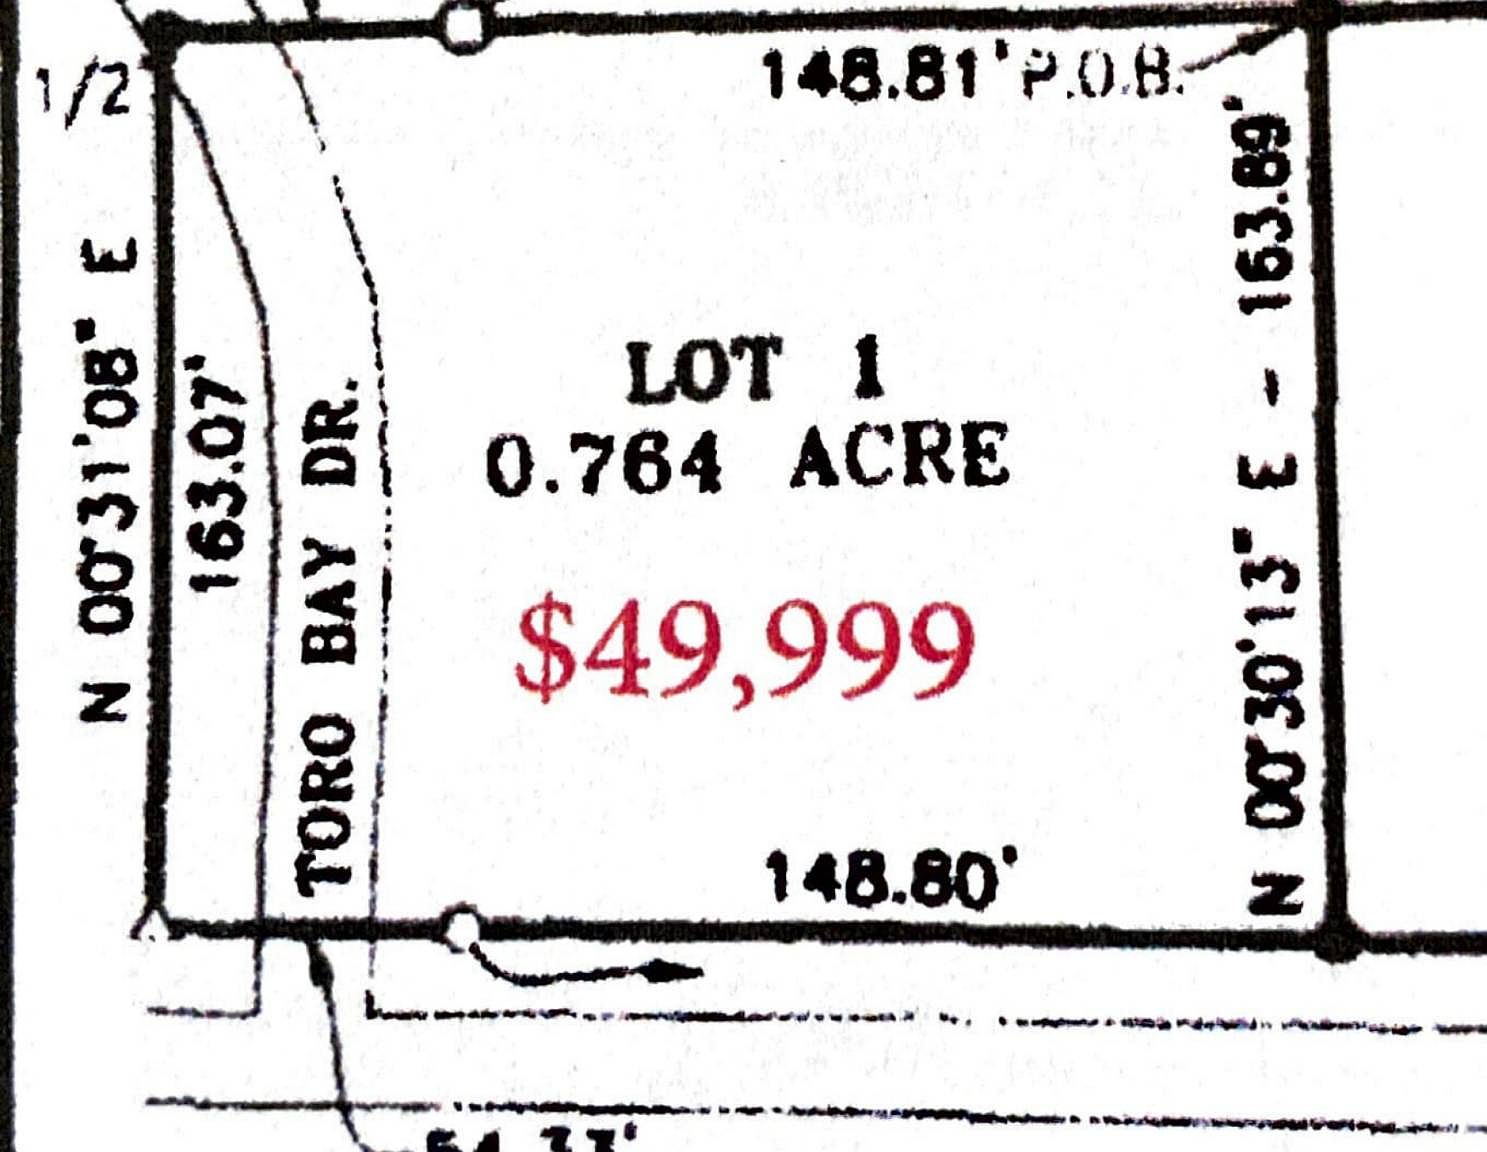 1/2
148.81' P.O.B.
N 00°31'08" E
163.07'
TORO BAY DR.
LOT 1
0.764 ACRE
$49,999
N 00°30'13" E - 163.89'
148.80'